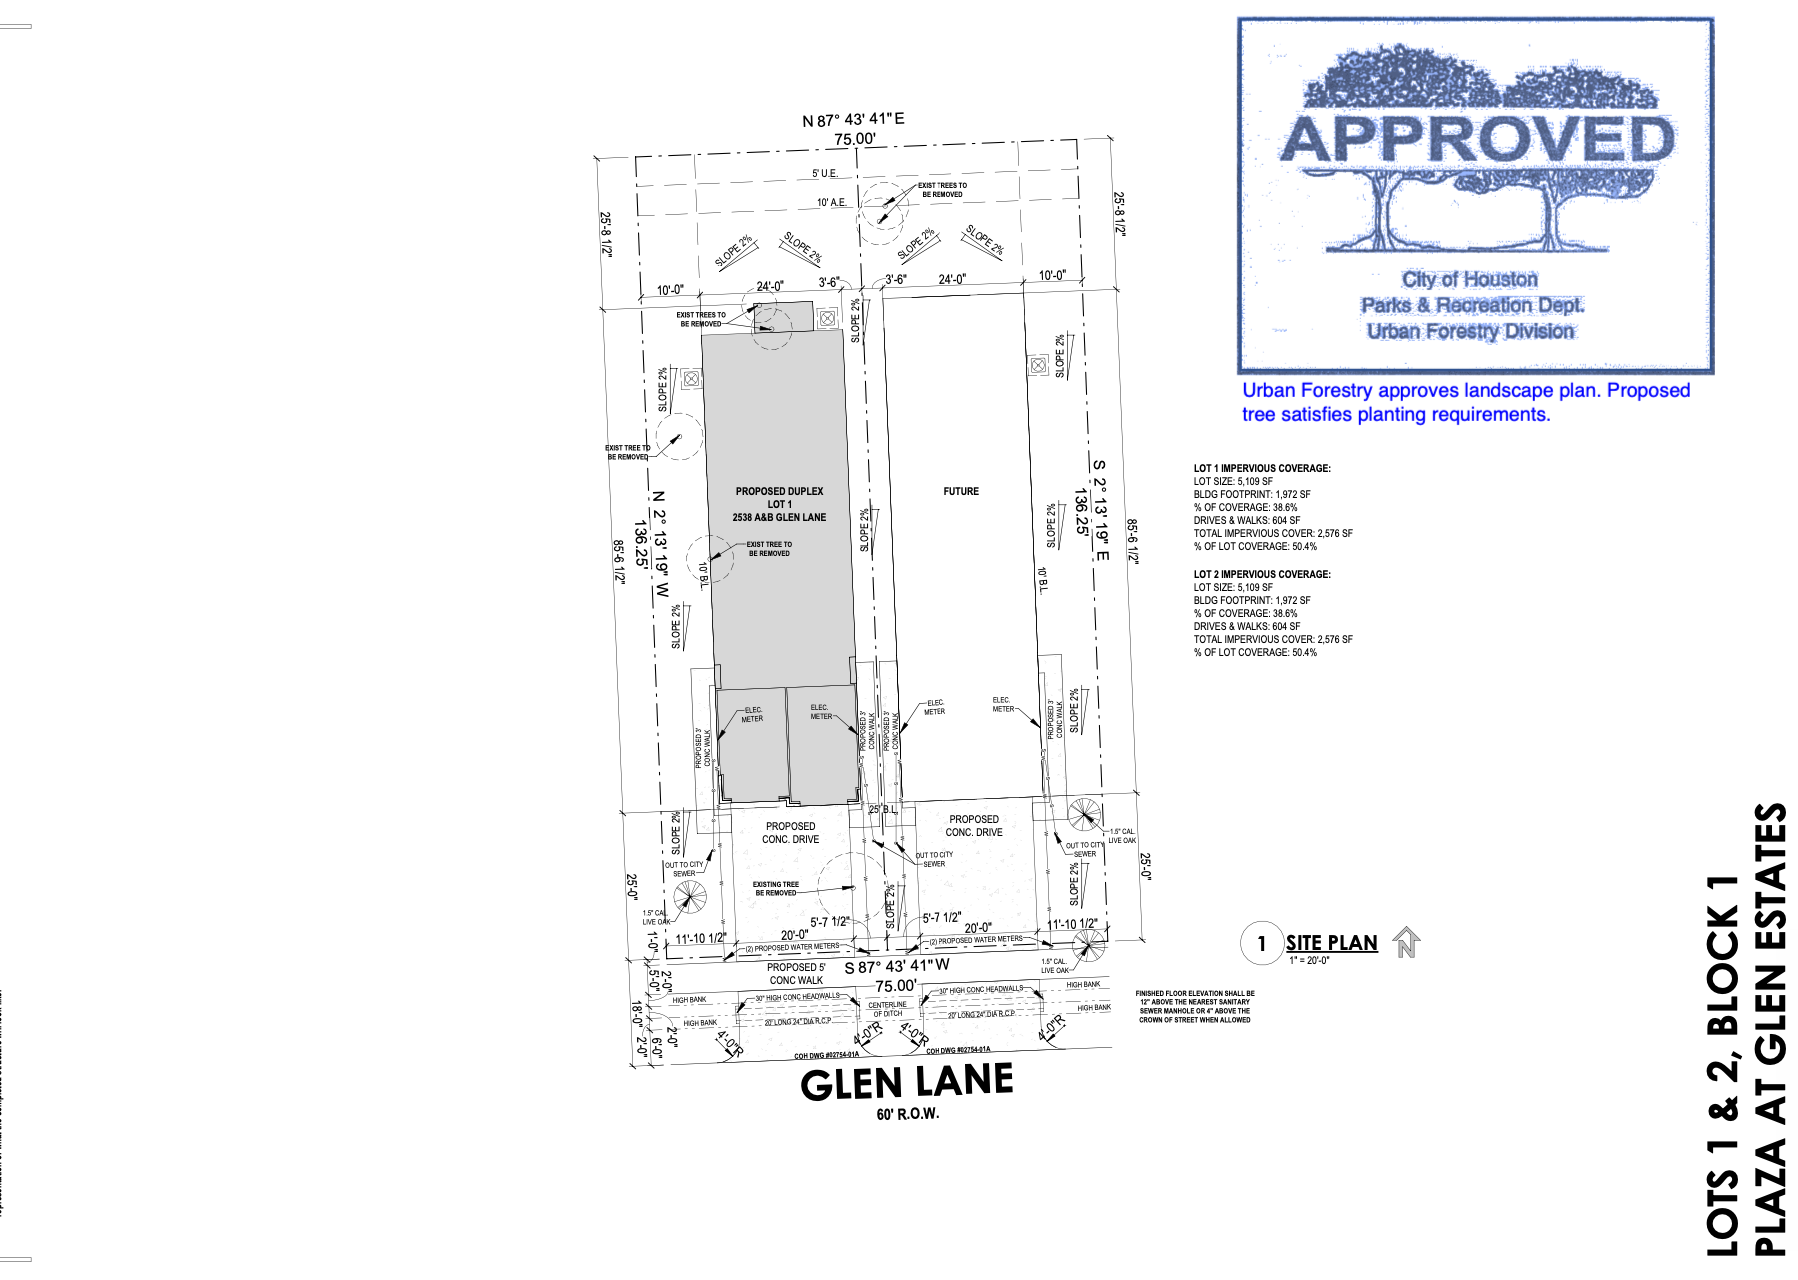 N 87° 43' 41" E
75.00'
5' U.E.
10' A.E.
EXIST TREES TO
BE REMOVED
25'-8 1/2"
25'-8 1/2"
SLOPE 2%
SLOPE 2%
SLOPE 2%
SLOPE 2%
10'-0"
24'-0"
3'-6"
3'-6"
24'-0"
10'-0"
EXIST TREES TO
BE REMOVED
SLOPE 2%
SLOPE 2%
SLOPE 2%
EXIST TREE TO
BE REMOVED
PROPOSED DUPLEX
LOT 1
2538 A&B GLEN LANE
FUTURE
N 2° 13' 19" W
136.25'
S 2° 13' 19" E
136.25'
SLOPE 2%
SLOPE 2%
85'-6 1/2"
85'-6 1/2"
EXIST TREE TO
BE REMOVED
10' B.L.
10' B.L.
SLOPE 2%
SLOPE 2%
ELEC.
METER
ELEC.
METER
ELEC.
METER
ELEC.
METER
PROPOSED 3'
CONC WALK
PROPOSED 3'
CONC WALK
PROPOSED 3'
CONC WALK
PROPOSED 3'
CONC WALK
25' B.L.
PROPOSED
CONC. DRIVE
PROPOSED
CONC. DRIVE
SLOPE 2%
OUT TO CITY
SEWER
OUT TO CITY
SEWER
OUT TO CITY
SEWER
1.5" CAL.
LIVE OAK
SLOPE 2%
SLOPE 2%
EXISTING TREE
BE REMOVED
25'-0"
25'-0"
1.5" CAL.
LIVE OAK
5'-7 1/2"
5'-7 1/2"
11'-10 1/2"
20'-0"
20'-0"
11'-10 1/2"
(2) PROPOSED WATER METERS
(2) PROPOSED WATER METERS
1'-0"
PROPOSED 5'
CONC WALK
S 87° 43' 41" W
75.00'
1.5" CAL.
LIVE OAK
2'-0"
5'-0"
HIGH BANK
30" HIGH CONC HEADWALLS
CENTERLINE
OF DITCH
30" HIGH CONC HEADWALLS
HIGH BANK
HIGH BANK
20' LONG 24" DIA R.C.P
20' LONG 24" DIA R.C.P
HIGH BANK
18'-0"
2'-0"
6'-0"
2'-0"
4'-0"R
4'-0"R
4'-0"R
4'-0"R
COH DWG #02754-01A
COH DWG #02754-01A
GLEN LANE
60' R.O.W.
APPROVED
City of Houston
Parks & Recreation Dept.
Urban Forestry Division
Urban Forestry approves landscape plan. Proposed
tree satisfies planting requirements.
LOT 1 IMPERVIOUS COVERAGE:
LOT SIZE: 5,109 SF
BLDG FOOTPRINT: 1,972 SF
% OF COVERAGE: 38.6%
DRIVES & WALKS: 604 SF
TOTAL IMPERVIOUS COVER: 2,576 SF
% OF LOT COVERAGE: 50.4%
LOT 2 IMPERVIOUS COVERAGE:
LOT SIZE: 5,109 SF
BLDG FOOTPRINT: 1,972 SF
% OF COVERAGE: 38.6%
DRIVES & WALKS: 604 SF
TOTAL IMPERVIOUS COVER: 2,576 SF
% OF LOT COVERAGE: 50.4%
1 SITE PLAN
1" = 20'-0"
N
FINISHED FLOOR ELEVATION SHALL BE
12" ABOVE THE NEAREST SANITARY
SEWER MANHOLE OR 4" ABOVE THE
CROWN OF STREET WHEN ALLOWED
LOTS 1 & 2, BLOCK 1
PLAZA AT GLEN ESTATES